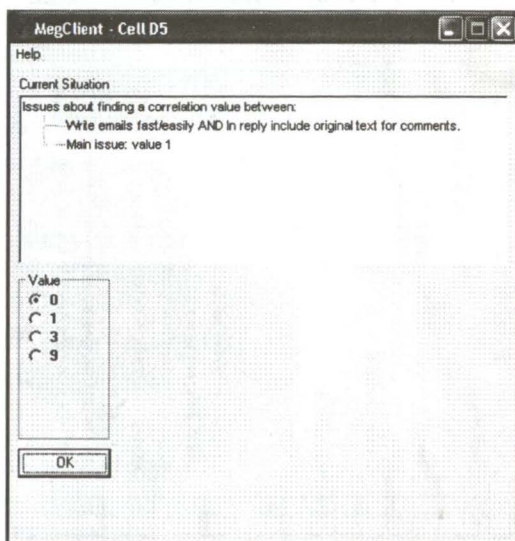 MegClient - Cell D5
Help
Current Situation
Issues about finding a correlation value between:
Write emails fast/easily AND In reply include original text for comments.
Main issue: value 1
Value
0
1
3
9
OK